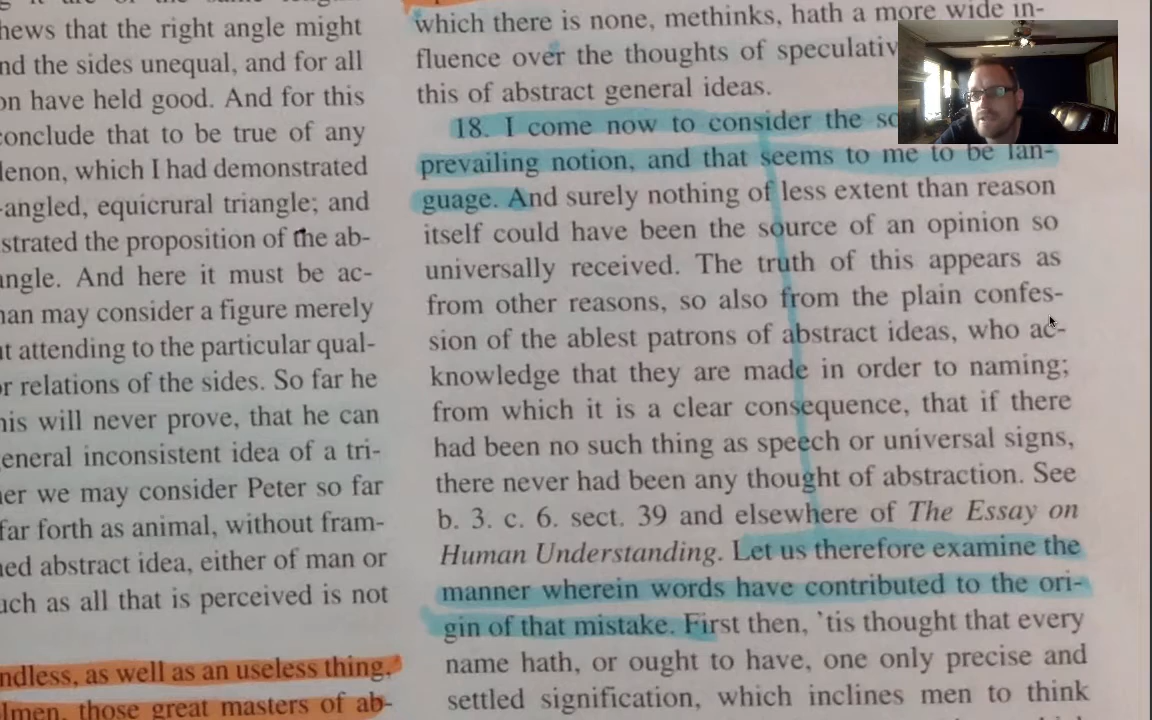 hews that the right angle might
nd the sides unequal, and for all
on have held good. And for this
conclude that to be true of any
lenon, which I had demonstrated
-angled, equicrural triangle; and
strated the proposition of the ab-
angle. And here it must be ac-
nan may consider a figure merely
t attending to the particular qual-
or relations of the sides. So far he
his will never prove, that he can
general inconsistent idea of a tri-
ner we may consider Peter so far
far forth as animal, without fram-
ned abstract idea, either of man or
uch as all that is perceived is not
ndless, as well as an useless thing,
lmen, those great masters of ab-
which there is none, methinks, hath a more wide in-
fluence over the thoughts of speculativ
this of abstract general ideas.
18. I come now to consider the so
prevailing notion, and that seems to me to be lan-
guage. And surely nothing of less extent than reason
itself could have been the source of an opinion so
universally received. The truth of this appears as
from other reasons, so also from the plain confes-
sion of the ablest patrons of abstract ideas, who ac-
knowledge that they are made in order to naming;
from which it is a clear consequence, that if there
had been no such thing as speech or universal signs,
there never had been any thought of abstraction. See
b. 3. c. 6. sect. 39 and elsewhere of The Essay on
Human Understanding. Let us therefore examine the
manner wherein words have contributed to the ori-
gin of that mistake. First then, 'tis thought that every
name hath, or ought to have, one only precise and
settled signification, which inclines men to think